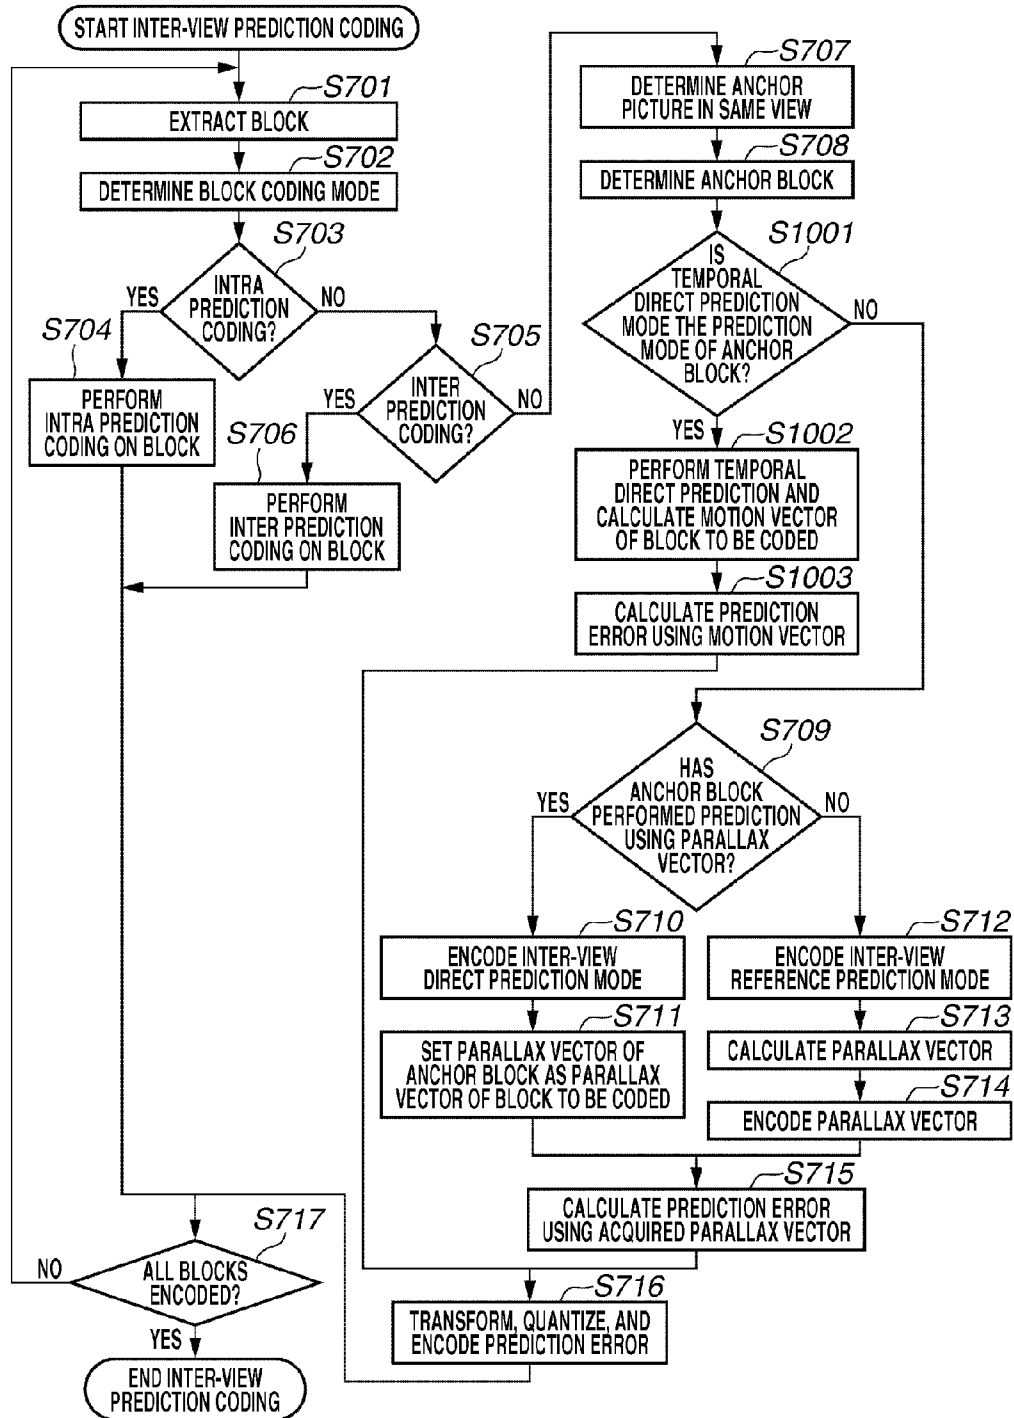 START INTER-VIEW PREDICTION CODING
S701
EXTRACT BLOCK
S702
DETERMINE BLOCK CODING MODE
S703
INTRA
PREDICTION
CODING?
YES
NO
S704
PERFORM
INTRA PREDICTION
CODING ON BLOCK
S705
INTER
PREDICTION
CODING?
YES
NO
S706
PERFORM
INTER PREDICTION
CODING ON BLOCK
S707
DETERMINE ANCHOR
PICTURE IN SAME VIEW
S708
DETERMINE ANCHOR BLOCK
S1001
IS
TEMPORAL
DIRECT PREDICTION
MODE THE PREDICTION
MODE OF ANCHOR
BLOCK?
NO
YES
S1002
PERFORM TEMPORAL
DIRECT PREDICTION AND
CALCULATE MOTION VECTOR
OF BLOCK TO BE CODED
S1003
CALCULATE PREDICTION
ERROR USING MOTION VECTOR
S709
HAS
ANCHOR BLOCK
PERFORMED PREDICTION
USING PARALLAX
VECTOR?
YES
NO
S710
ENCODE INTER-VIEW
DIRECT PREDICTION MODE
S711
SET PARALLAX VECTOR OF
ANCHOR BLOCK AS PARALLAX
VECTOR OF BLOCK TO BE CODED
S712
ENCODE INTER-VIEW
REFERENCE PREDICTION MODE
S713
CALCULATE PARALLAX VECTOR
S714
ENCODE PARALLAX VECTOR
S715
CALCULATE PREDICTION ERROR
USING ACQUIRED PARALLAX VECTOR
S716
TRANSFORM, QUANTIZE, AND
ENCODE PREDICTION ERROR
S717
ALL BLOCKS
ENCODED?
NO
YES
END INTER-VIEW
PREDICTION CODING